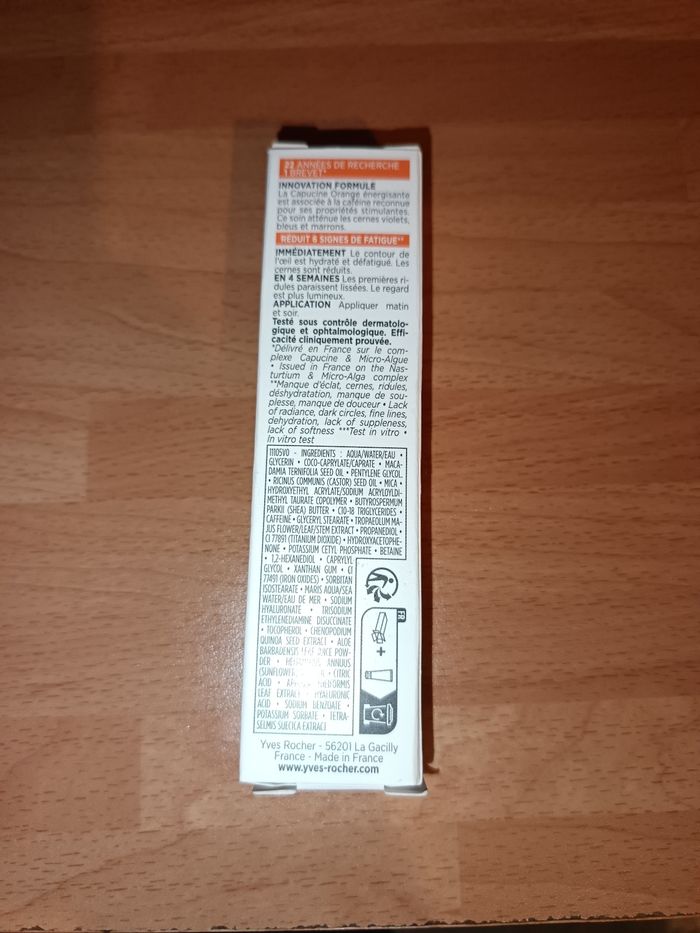 22 ANNÉES DE RECHERCHE
1 BREVET*
INNOVATION FORMULE
La Capucine Orange énergisante
est associée à la caféine reconnue
pour ses propriétés stimulantes.
Ce soin atténue les cernes violets,
bleus et marrons.
RÉDUIT 6 SIGNES DE FATIGUE**
IMMÉDIATEMENT Le contour de
l'œil est hydraté et défatigué. Les
cernes sont réduits.
EN 4 SEMAINES Les premières ri-
dules paraissent lissées. Le regard
est plus lumineux.
APPLICATION Appliquer matin
et soir.
Testé sous contrôle dermatolo-
gique et ophtalmologique. Effi-
cacité cliniquement prouvée.
*Délivré en France sur le com-
plexe Capucine & Micro-Algue
• Issued in France on the Nas-
turtium & Micro-Alga complex
**Manque d'éclat, cernes, ridules,
déshydratation, manque de sou-
plesse, manque de douceur • Lack
of radiance, dark circles, fine lines,
dehydration, lack of suppleness,
lack of softness ***Test in vitro •
In vitro test
11105V0 - INGREDIENTS : AQUA/WATER/EAU •
GLYCERIN • COCO-CAPRYLATE/CAPRATE • MACA-
DAMIA TERNIFOLIA SEED OIL • PENTYLENE GLYCOL
• RICINUS COMMUNIS (CASTOR) SEED OIL • MICA •
HYDROXYETHYL ACRYLATE/SODIUM ACRYLOYLDI-
METHYL TAURATE COPOLYMER • BUTYROSPERMUM
PARKII (SHEA) BUTTER • C10-18 TRIGLYCERIDES •
CAFFEINE • GLYCERYL STEARATE • TROPAEOLUM MA-
JUS FLOWER/LEAF/STEM EXTRACT • PROPANEDIOL •
CI 77891 (TITANIUM DIOXIDE) • HYDROXYACETOPHE-
NONE • POTASSIUM CETYL PHOSPHATE • BETAINE
• 1,2-HEXANEDIOL • CAPRYLYL
GLYCOL • XANTHAN GUM • CI
77491 (IRON OXIDES) • SORBITAN
ISOSTEARATE • MARIS AQUA/SEA
WATER/EAU DE MER • SODIUM
HYALURONATE • TRISODIUM
ETHYLENEDIAMINE DISUCCINATE
• TOCOPHEROL • CHENOPODIUM
QUINOA SEED EXTRACT • ALOE
BARBADENSIS LEAF JUICE POW-
DER • ANNUUS
(SUNFLOWER) • CITRIC
ACID •
LEAF EXTRACT • HYALURONIC
ACID • SODIUM BENZOATE •
POTASSIUM SORBATE • TETRA-
SELMIS SUECICA EXTRACT
FR
+
Yves Rocher - 56201 La Gacilly
France - Made in France
www.yves-rocher.com